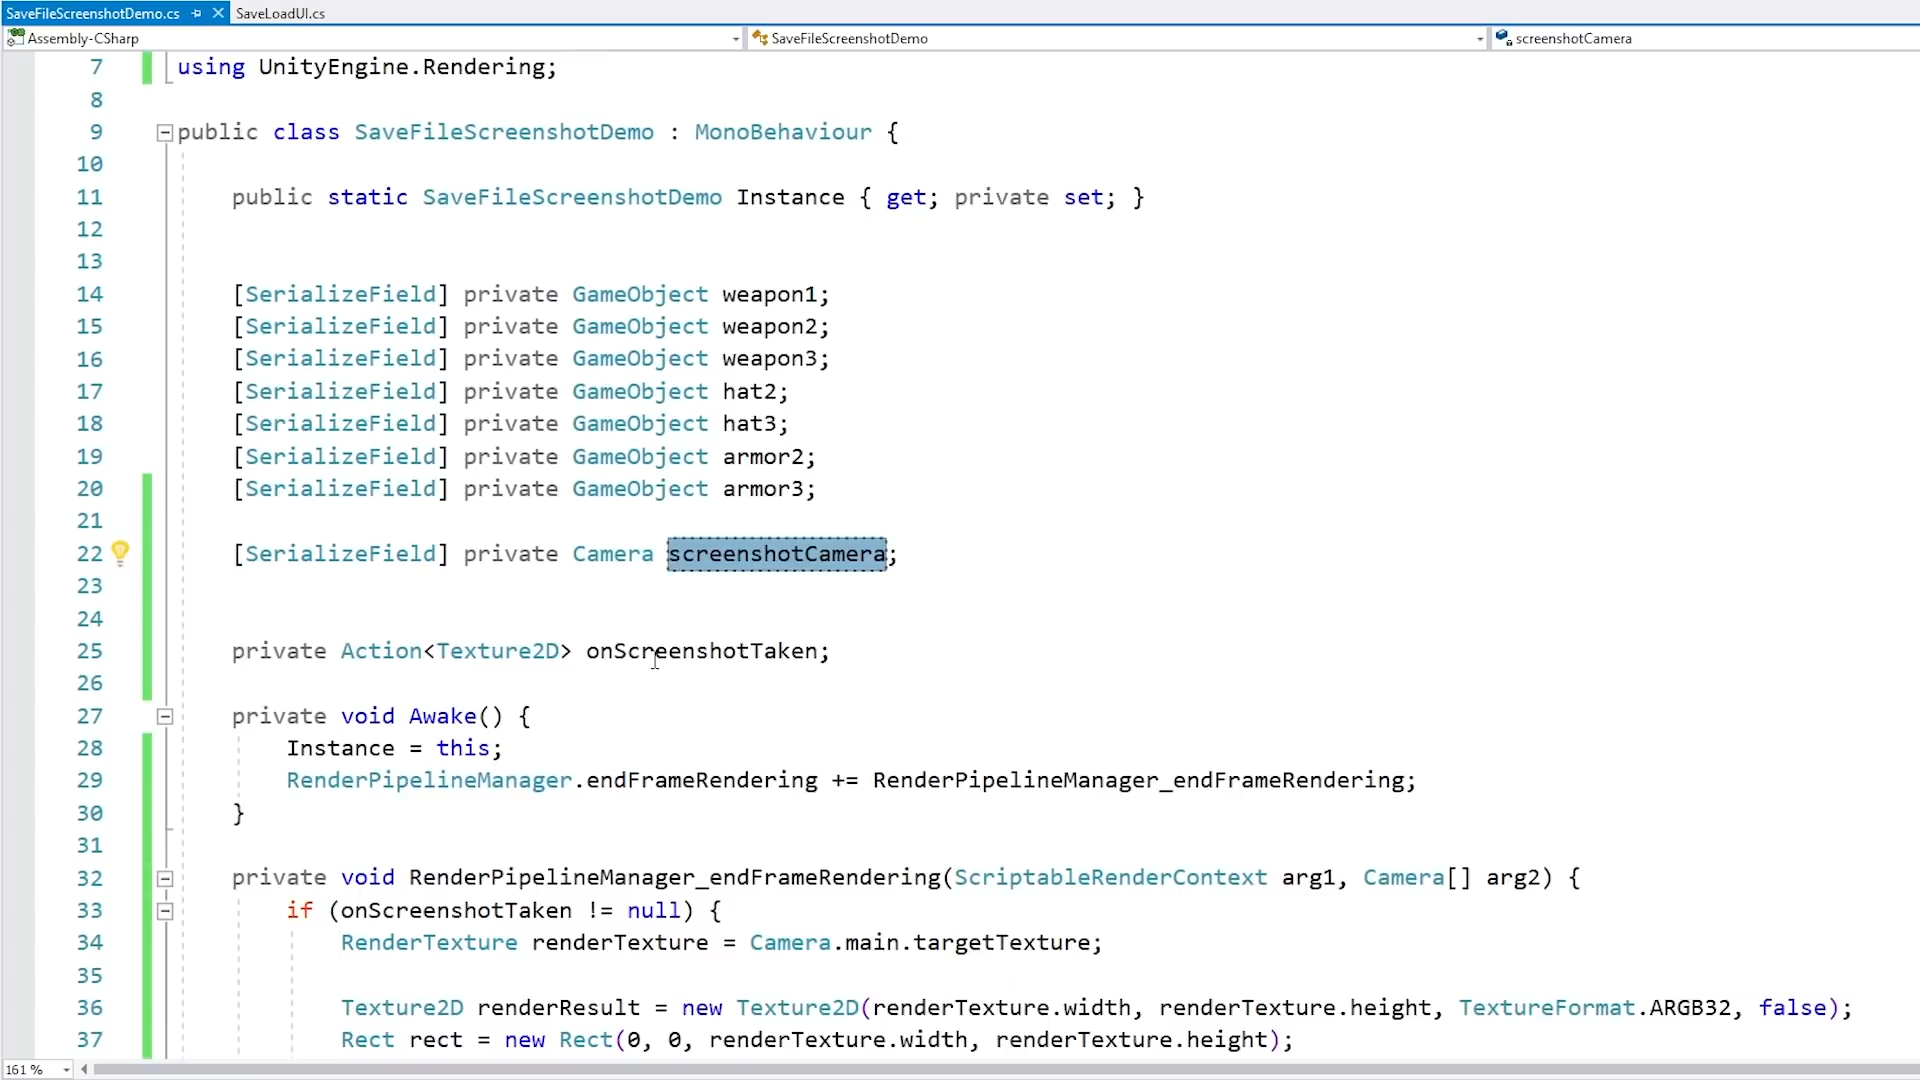 SaveFileScreenshotDemo.cs SaveLoadUI.cs
Assembly-CSharp SaveFileScreenshotDemo screenshotCamera
7 using UnityEngine.Rendering;
8
9 public class SaveFileScreenshotDemo : MonoBehaviour {
10
11 public static SaveFileScreenshotDemo Instance { get; private set; }
12
13
14 [SerializeField] private GameObject weapon1;
15 [SerializeField] private GameObject weapon2;
16 [SerializeField] private GameObject weapon3;
17 [SerializeField] private GameObject hat2;
18 [SerializeField] private GameObject hat3;
19 [SerializeField] private GameObject armor2;
20 [SerializeField] private GameObject armor3;
21
22 [SerializeField] private Camera screenshotCamera;
23
24
25 private Action<Texture2D> onScreenshotTaken;
26
27 private void Awake() {
28 Instance = this;
29 RenderPipelineManager.endFrameRendering += RenderPipelineManager_endFrameRendering;
30 }
31
32 private void RenderPipelineManager_endFrameRendering(ScriptableRenderContext arg1, Camera[] arg2) {
33 if (onScreenshotTaken != null) {
34 RenderTexture renderTexture = Camera.main.targetTexture;
35
36 Texture2D renderResult = new Texture2D(renderTexture.width, renderTexture.height, TextureFormat.ARGB32, false);
37 Rect rect = new Rect(0, 0, renderTexture.width, renderTexture.height);
161 %